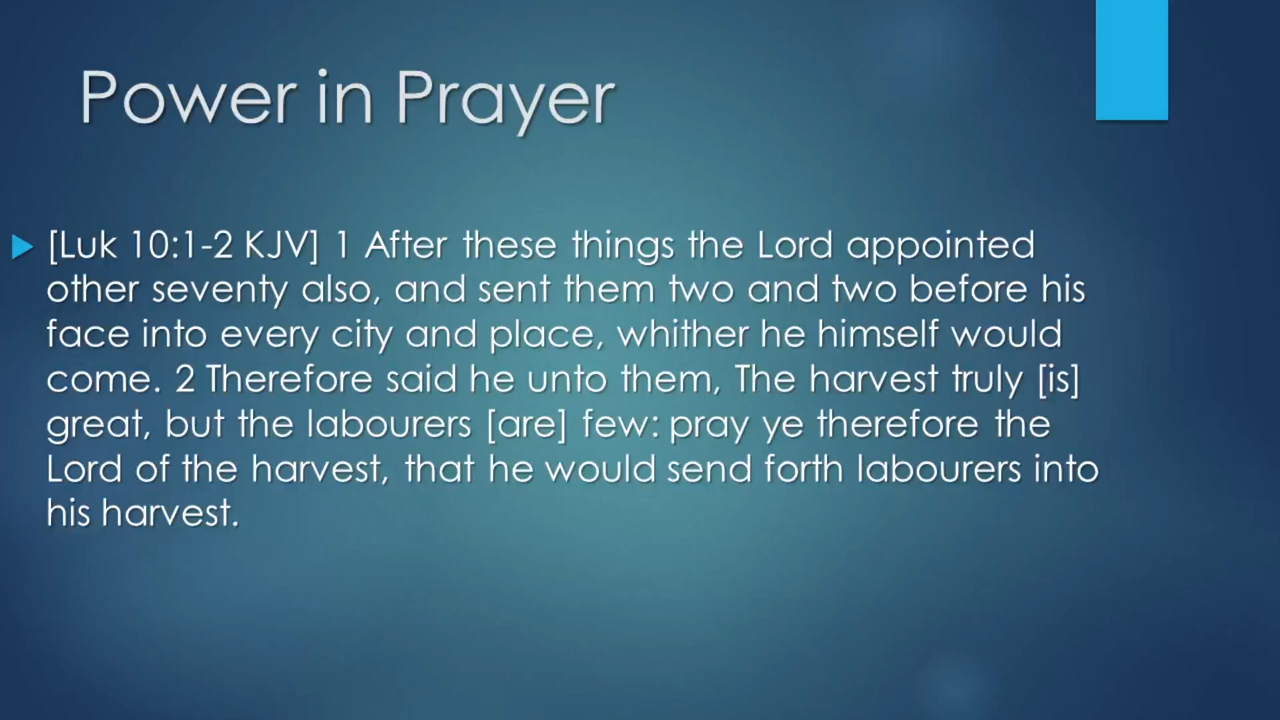 Power in Prayer
[Luk 10:1-2 KJV] 1 After these things the Lord appointed
other seventy also, and sent them two and two before his
face into every city and place, whither he himself would
come. 2 Therefore said he unto them, The harvest truly [is]
great, but the labourers [are] few: pray ye therefore the
Lord of the harvest, that he would send forth labourers into
his harvest.